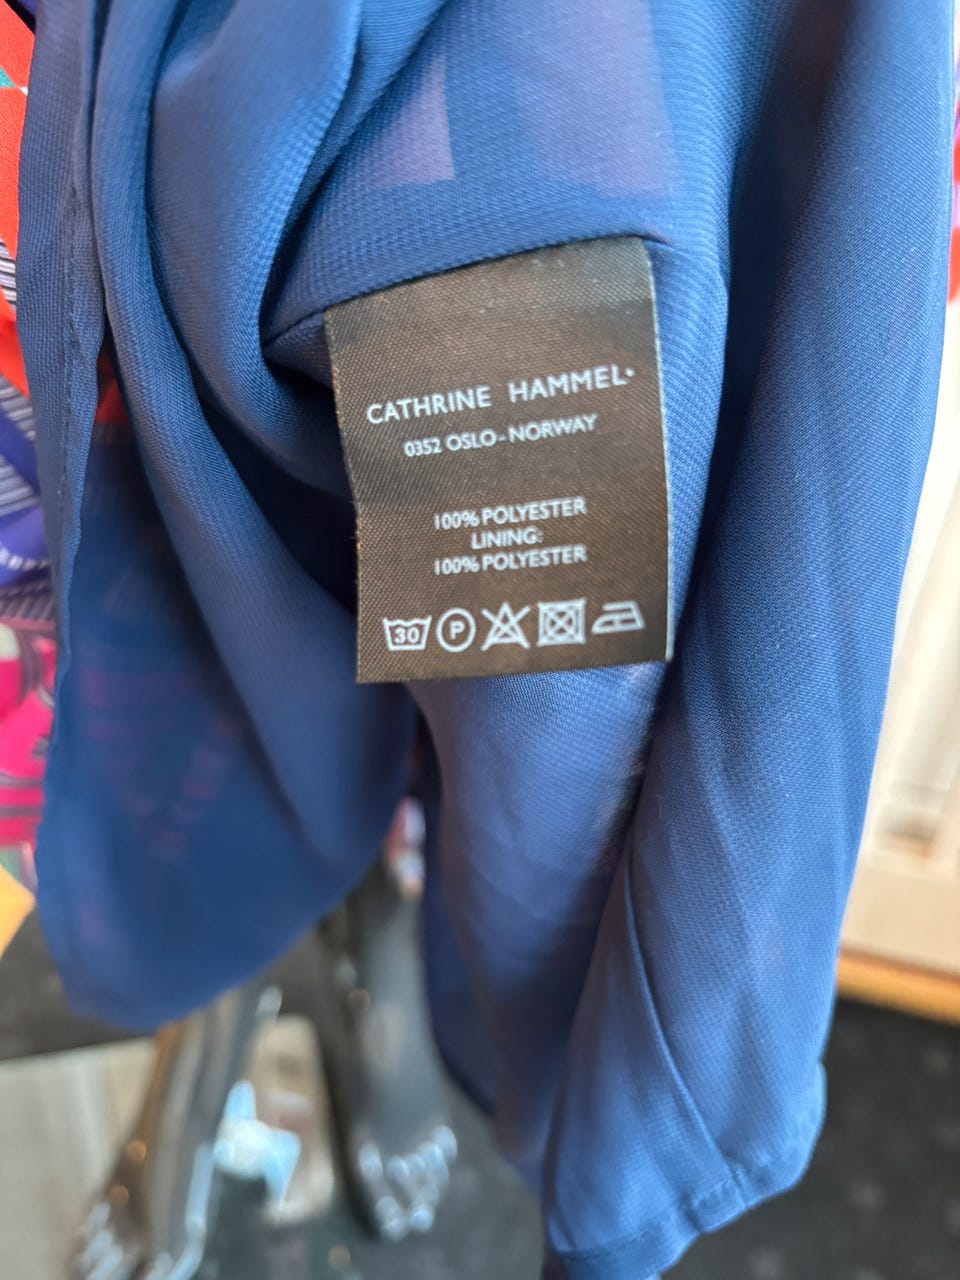 CATHRINE HAMMEL
0352 OSLO-NORWAY
100% POLYESTER
LINING:
100% POLYESTER
30 P